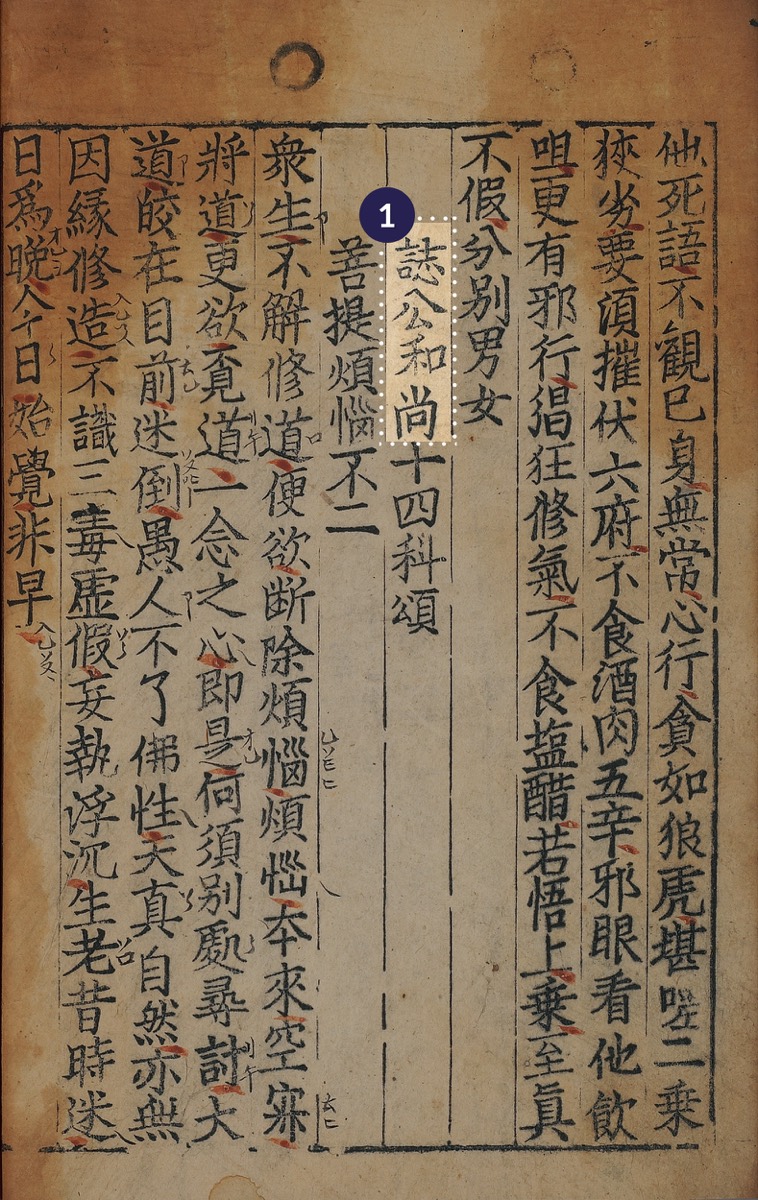 1
他死語不觀巳身無常心行貪如狼虎堪嗟二乘
狹劣要須摧伏六府不食酒肉五辛邪眼看他飲
咀更有邪行猖狂修氣不食塩醋若悟上乘至眞
不假分別男女
誌公和尚十四科頌
菩提煩惱不二
衆生不解修道便欲断除煩惱煩惱夲來空寂
將道更欲覓道一念之心即是何須別處尋討大
道皎在目前迷倒愚人不了佛性天真自然亦無
因緣修造不識三毒虛假妄執浮沉生老昔時迷
日爲晩今日始覺非早